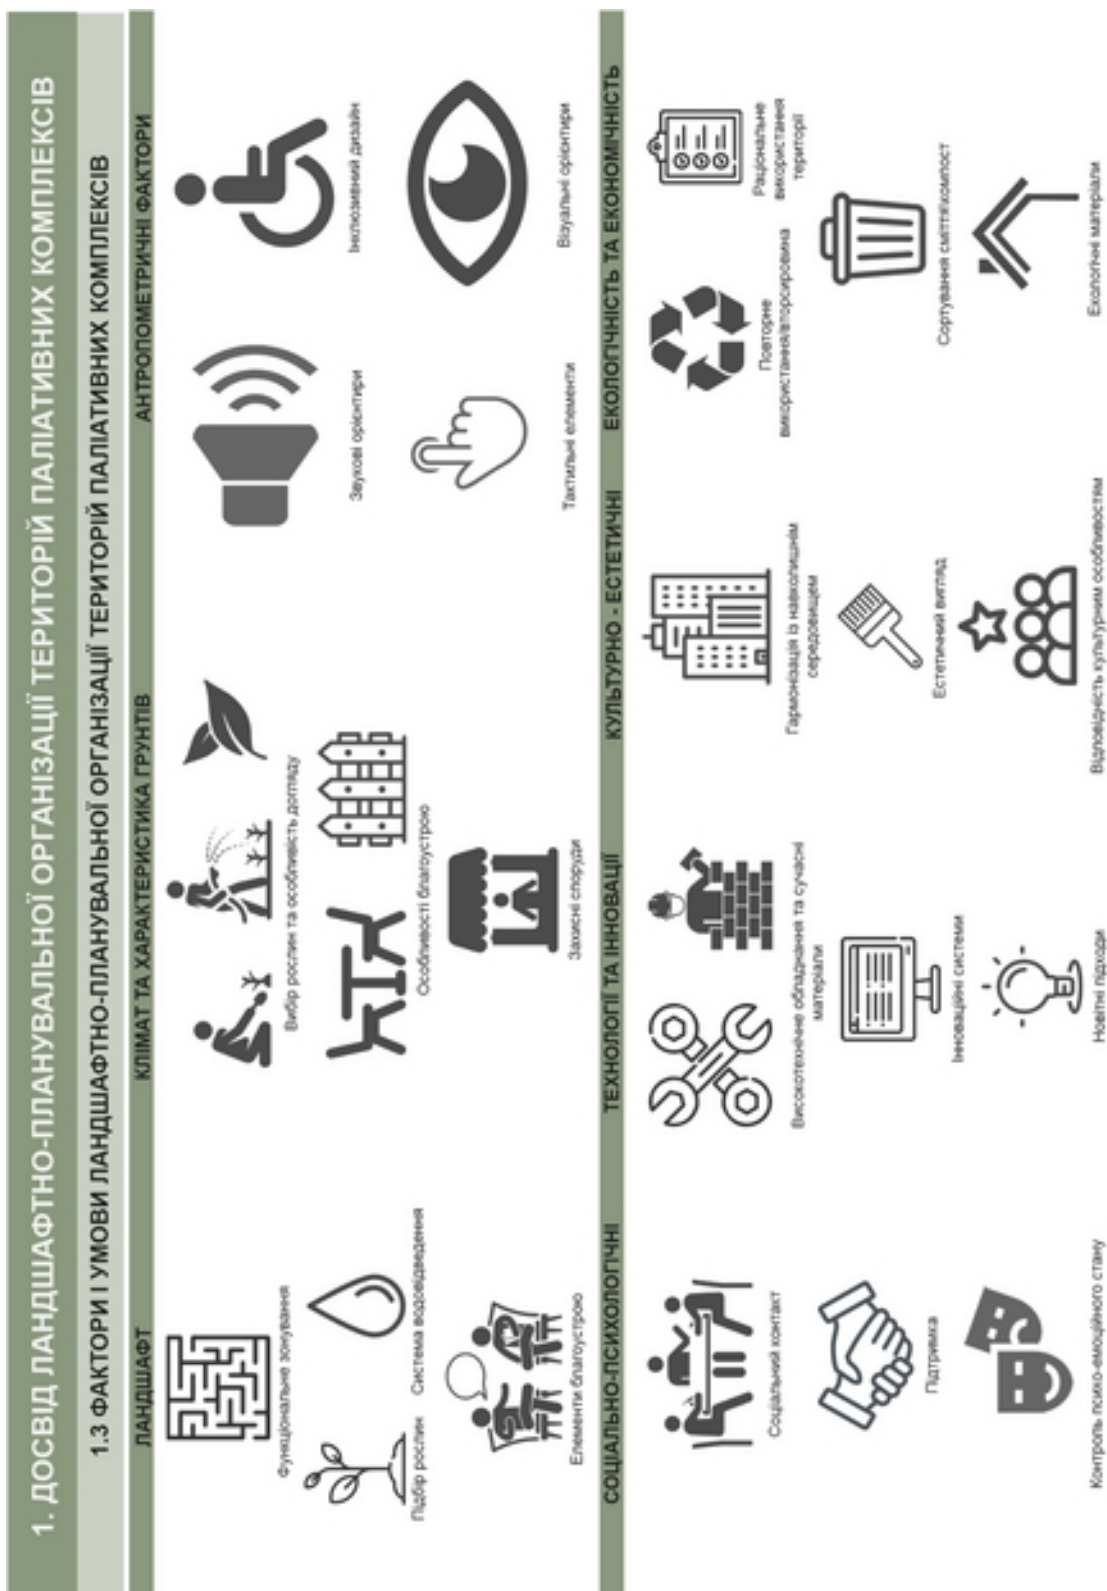 1. ДОСВІД ЛАНДШАФТНО-ПЛАНУВАЛЬНОЇ ОРГАНІЗАЦІЇ ТЕРИТОРІЙ ПАЛІАТИВНИХ КОМПЛЕКСІВ
1.3 ФАКТОРИ І УМОВИ ЛАНДШАФТНО-ПЛАНУВАЛЬНОЇ ОРГАНІЗАЦІЇ ТЕРИТОРІЙ ПАЛІАТИВНИХ КОМПЛЕКСІВ
ЛАНДШАФТ
Функціональне зонування
Підбір рослин
Система водовідведення
Елементи благоустрою
КЛІМАТ ТА ХАРАКТЕРИСТИКА ГРУНТІВ
Вибір рослин та особливість догляду
Особливості благоустрою
Захисні споруди
АНТРОПОМЕТРИЧНІ ФАКТОРИ
Звукові орієнтири
Інклюзивний дизайн
Тактильні елементи
Візуальні орієнтири
СОЦІАЛЬНО-ПСИХОЛОГІЧНІ
Соціальний контакт
Підтримка
Контроль психо-емоційного стану
ТЕХНОЛОГІЇ ТА ІННОВАЦІЇ
Високотехнічне обладнання та сучасні
матеріали
Інноваційні системи
Новітні підходи
КУЛЬТУРНО - ЕСТЕТИЧНІ
Гармонізація із навколишнім
середовищем
Естетичний вигляд
Відповідність культурним особливостям
ЕКОЛОГІЧНІСТЬ ТА ЕКОНОМІЧНІСТЬ
Повторне
використання/вторсировина
Раціональне
використання
території
Сортування сміття/компост
Екологічні матеріали